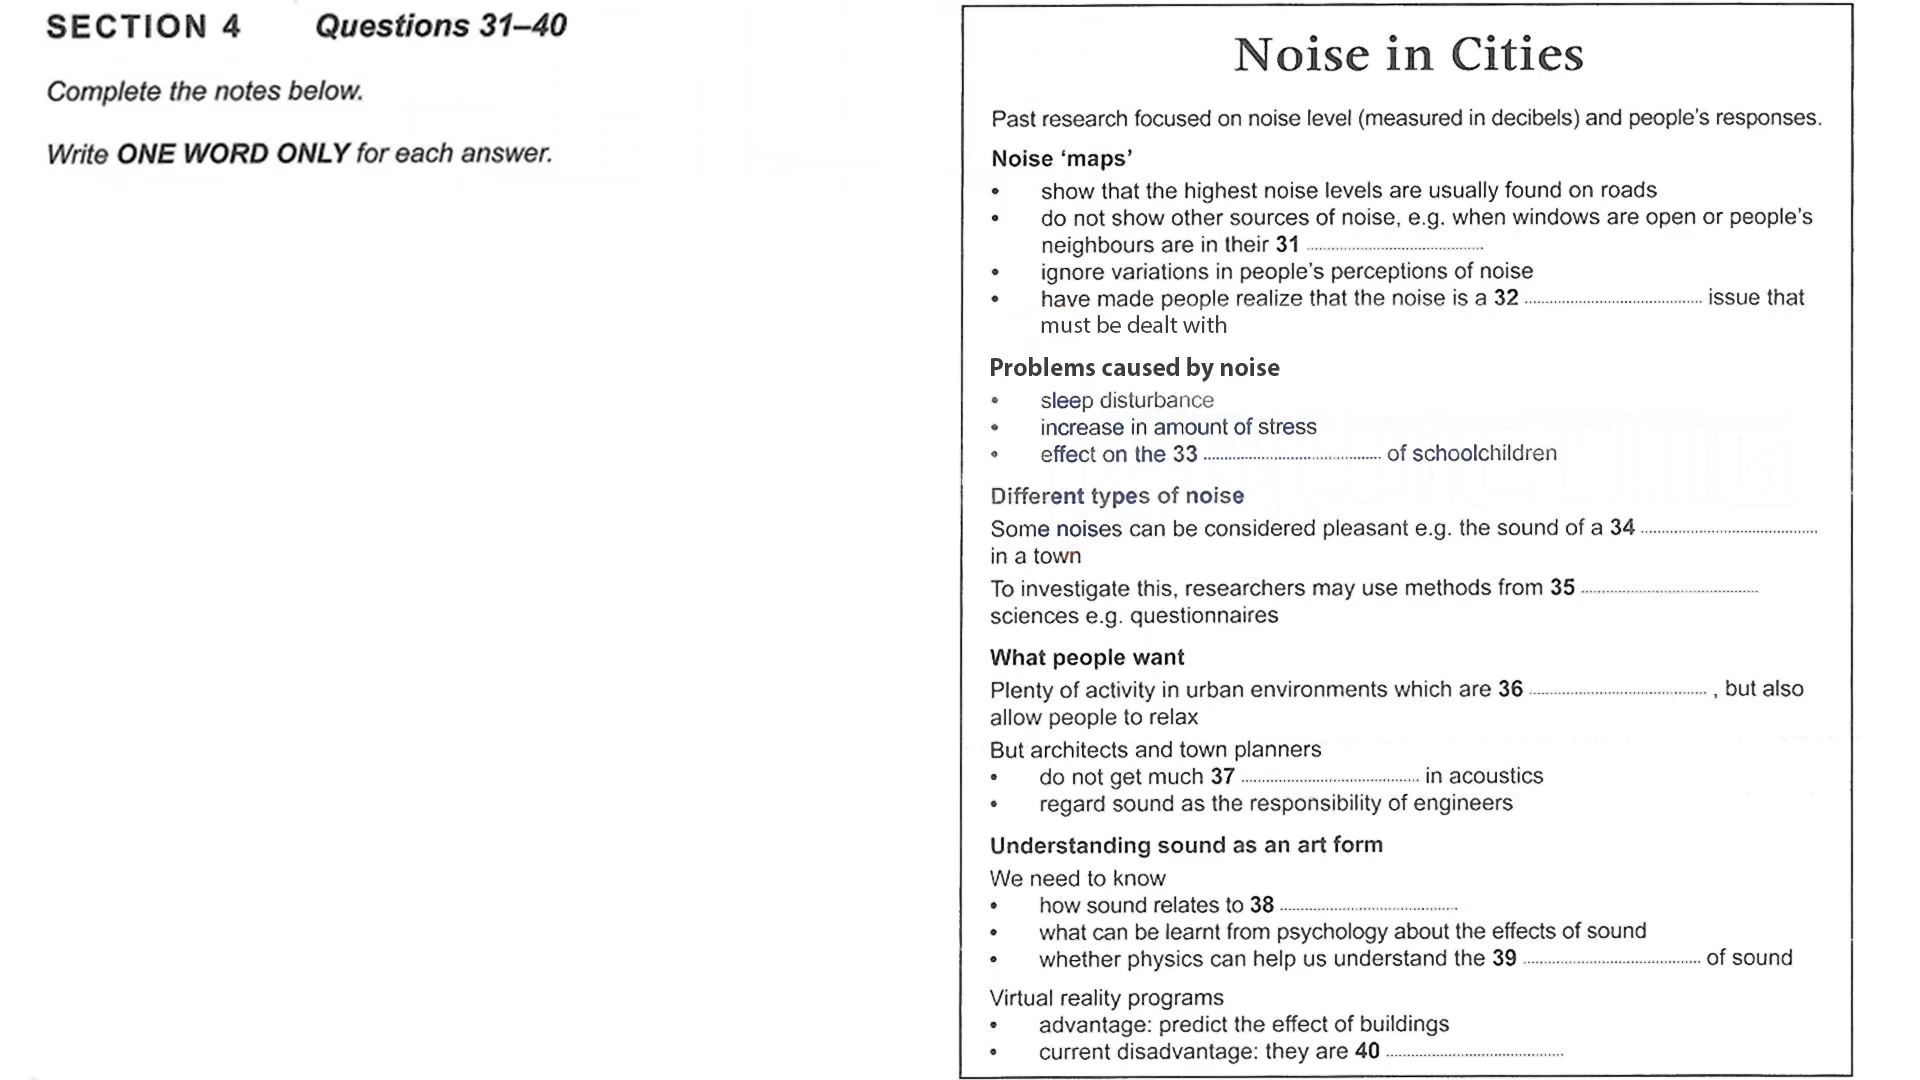 SECTION 4 Questions 31–40
Complete the notes below.
Write ONE WORD ONLY for each answer.
Noise in Cities
Past research focused on noise level (measured in decibels) and people's responses.
Noise 'maps'
• show that the highest noise levels are usually found on roads
• do not show other sources of noise, e.g. when windows are open or people's
neighbours are in their 31 ........................................
• ignore variations in people's perceptions of noise
• have made people realize that the noise is a 32 ........................................ issue that
must be dealt with
Problems caused by noise
• sleep disturbance
• increase in amount of stress
• effect on the 33 ........................................ of schoolchildren
Different types of noise
Some noises can be considered pleasant e.g. the sound of a 34 ........................................
in a town
To investigate this, researchers may use methods from 35 ........................................
sciences e.g. questionnaires
What people want
Plenty of activity in urban environments which are 36 ........................................ , but also
allow people to relax
But architects and town planners
• do not get much 37 ........................................ in acoustics
• regard sound as the responsibility of engineers
Understanding sound as an art form
We need to know
• how sound relates to 38 ........................................
• what can be learnt from psychology about the effects of sound
• whether physics can help us understand the 39 ........................................ of sound
Virtual reality programs
• advantage: predict the effect of buildings
• current disadvantage: they are 40 ........................................